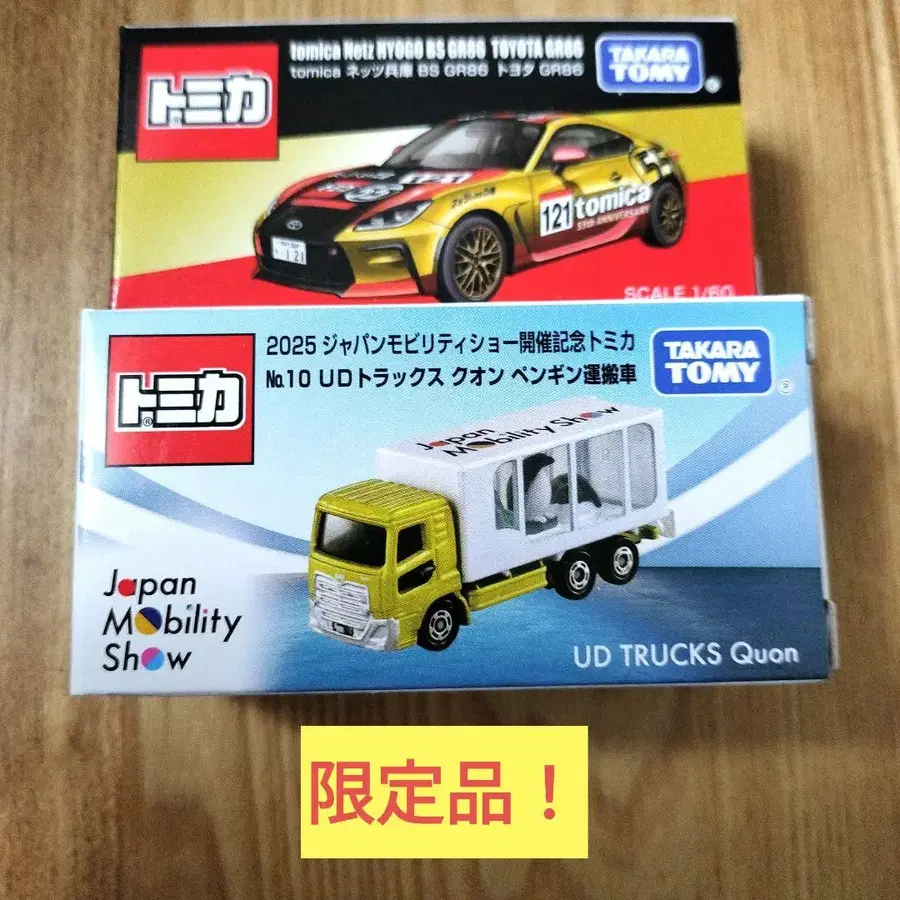 tomica Netz HYOGO BS GR86 TOYOTA GR86
tomica ネッツ兵庫 BS GR86 トヨタ GR86
トミカ
TAKARA
TOMY
121
tomica
55th ANNIVERSARY
SCALE 1/60
2025 ジャパンモビリティショー開催記念トミカ
No.10 UDトラックス クオン ペンギン運搬車
トミカ
TAKARA
TOMY
Japan
Mobility Show
Japan
Mobility
Show
UD TRUCKS Quon
限定品！